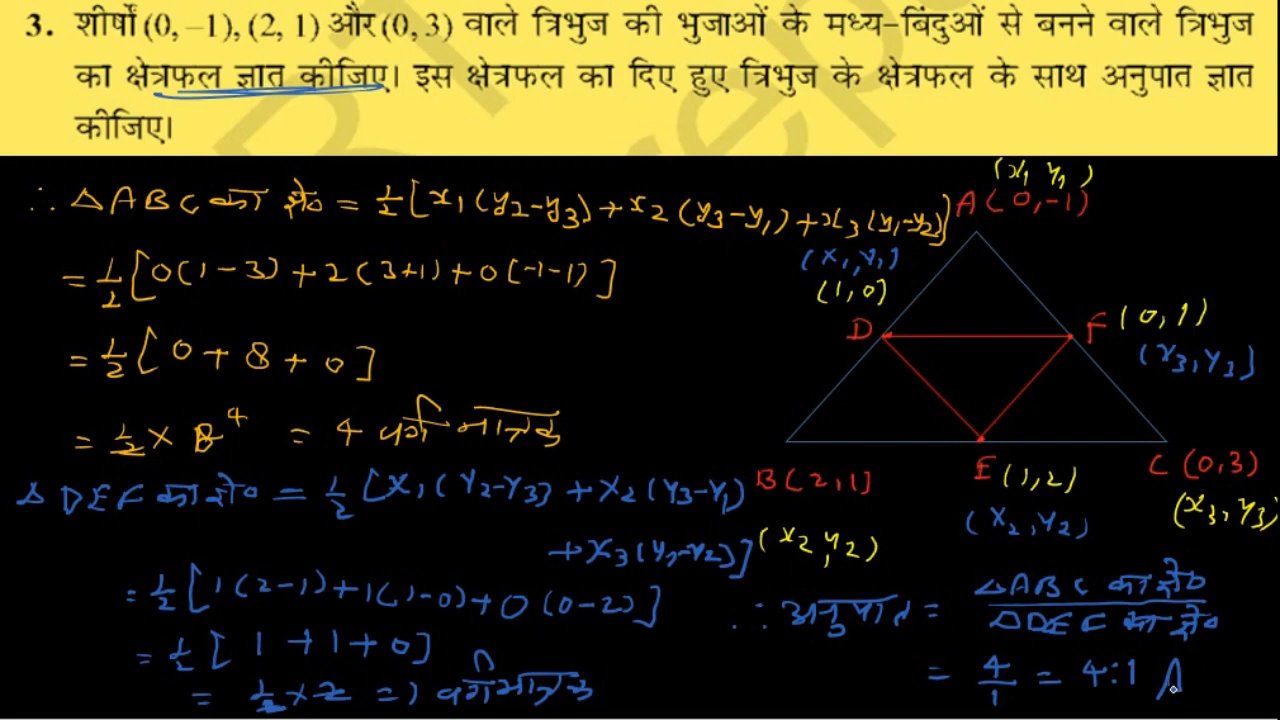 3. शीर्षों (0, –1), (2, 1) और (0, 3) वाले त्रिभुज की भुजाओं के मध्य-बिंदुओं से बनने वाले त्रिभुज
का क्षेत्रफल ज्ञात कीजिए। इस क्षेत्रफल का दिए हुए त्रिभुज के क्षेत्रफल के साथ अनुपात ज्ञात
कीजिए।
∴ △ABC का क्षे० = 1/2 [x1(y2-y3)+x2(y3-y1)+x3(y1-y2)]
= 1/2 [0(1-3)+2(3+1)+0(-1-1)]
= 1/2 [0+8+0]
= 1/2 × 8 4 = 4 वर्ग मात्रक
△DEF का क्षे० = 1/2 [X1(Y2-Y3)+X2(Y3-Y1)
+X3(Y1-Y2)]
= 1/2 [1(2-1)+1(1-0)+0(0-2)]
= 1/2 [1+1+0]
= 1/2 × 2 = 1 वर्ग मात्रक
(x1 y1)
A(0,-1)
(X1,Y1)
(1,0)
D
F (0,1)
(X3,Y3)
B(2,1)
(x2,y2)
E (1,2)
(X2,Y2)
C (0,3)
(x3,y3)
∴ अनुपात = △ABC का क्षे० / △DEF का क्षे०
= 4/1 = 4:1